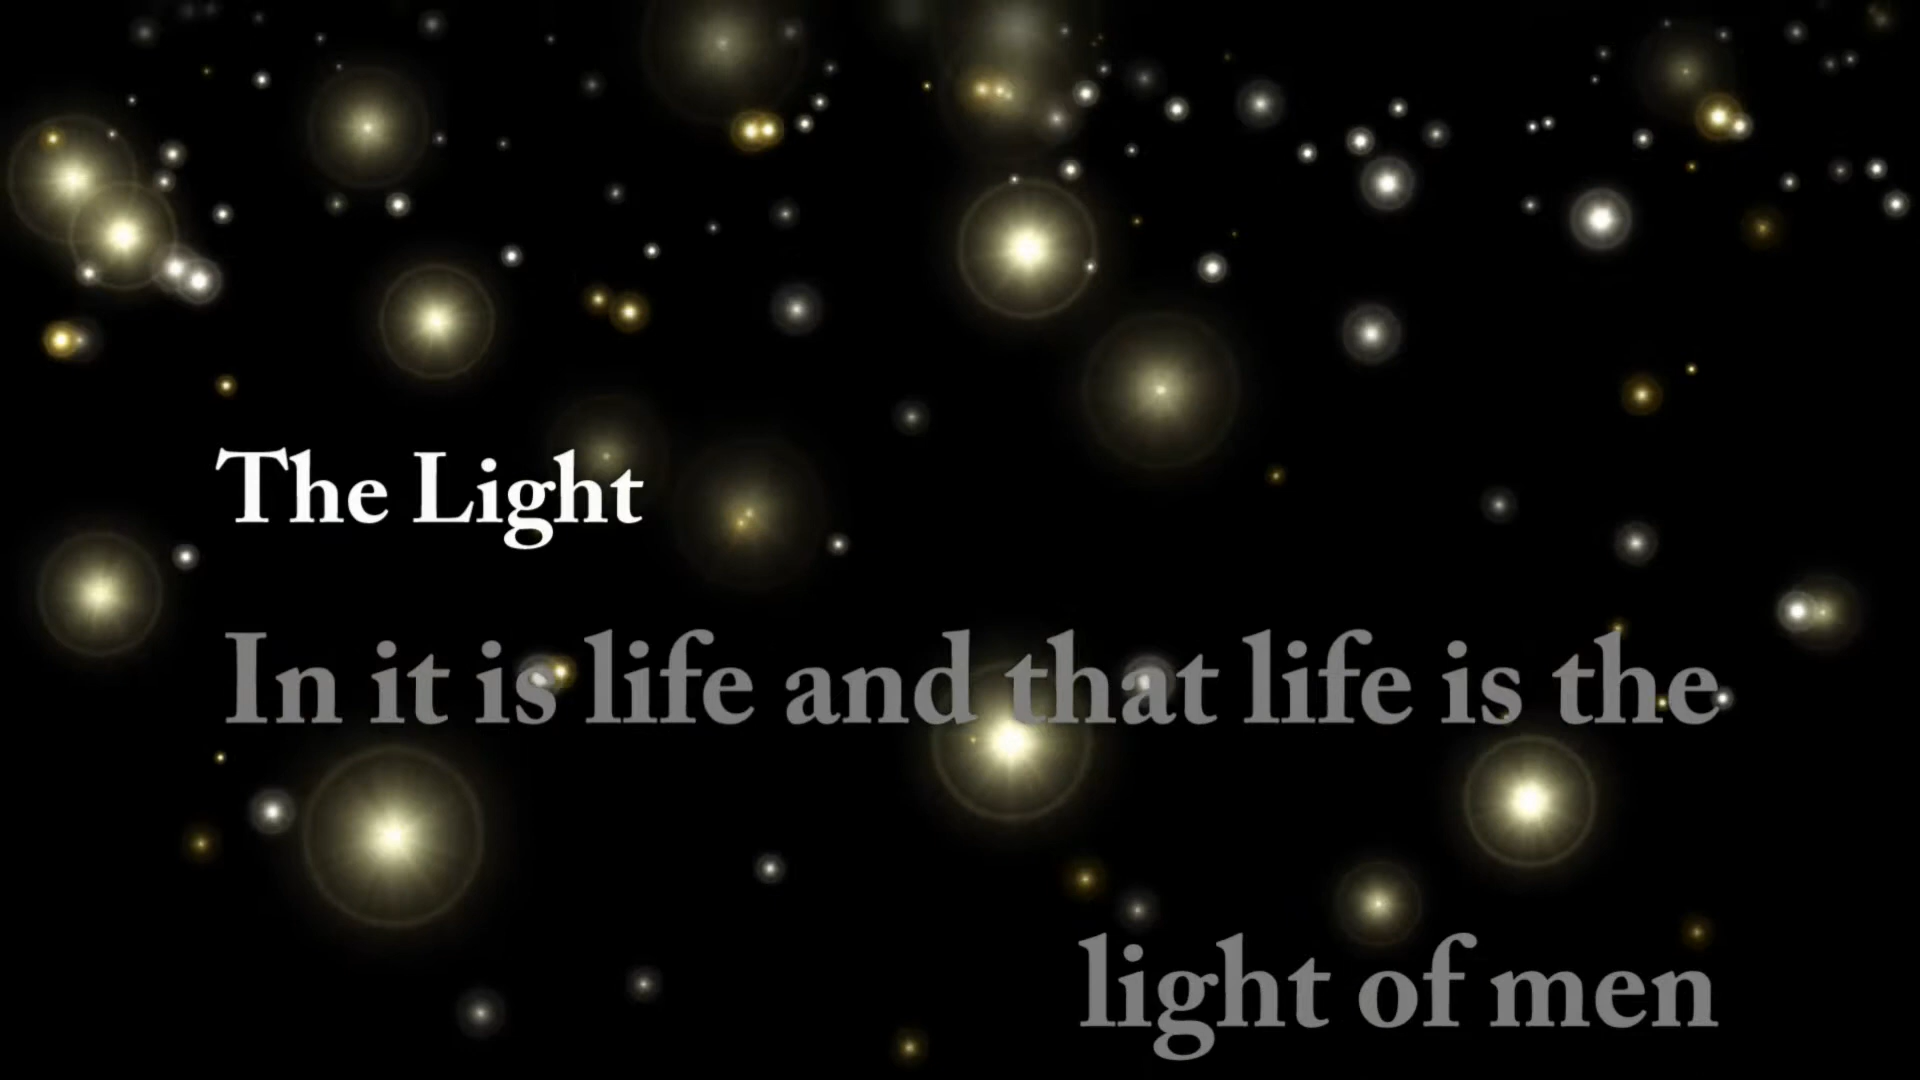 The Light
In it is life and that life is the
light of men